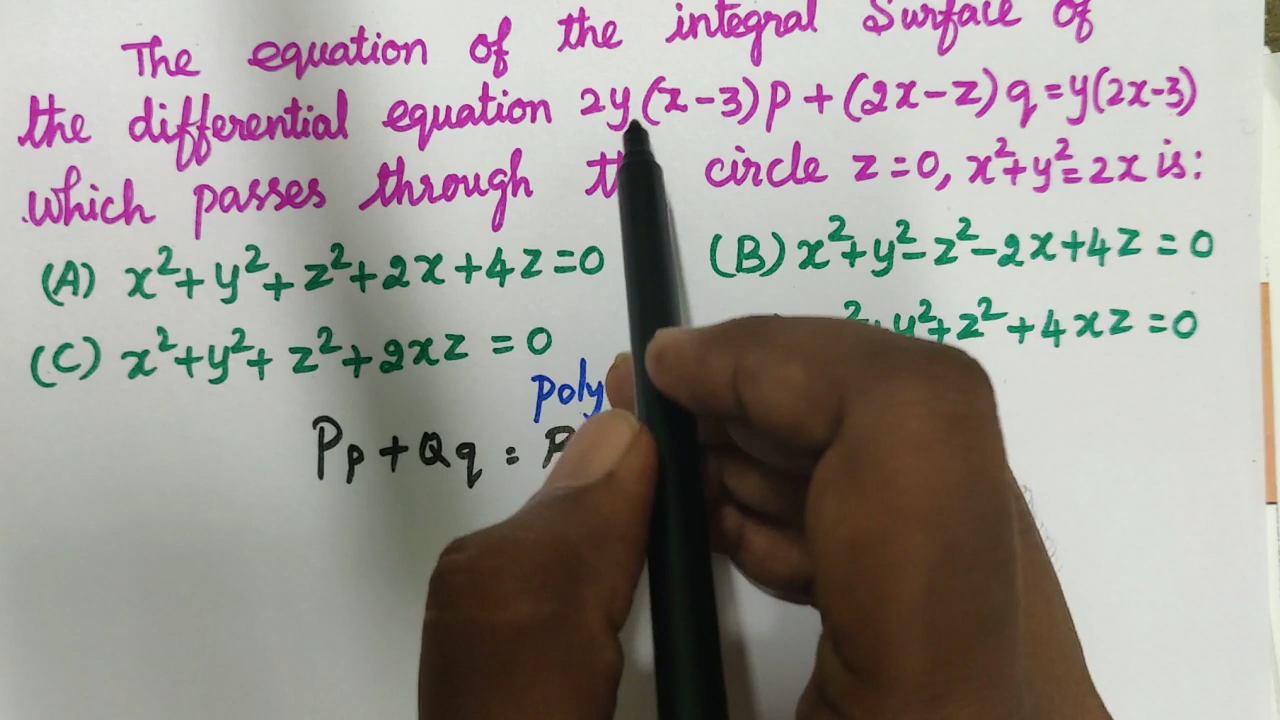 The equation of the integral Surface of
the differential equation 2y(x-3)p + (2x-z)q = y(2x-3)
which passes through circle z=0, x²+y²=2x is:
(A) x²+y²+z²+2x+4z=0 (B) x²+y²-z²-2x+4z=0
(C) x²+y²+z²+2xz=0 y²+z²+4xz=0
Pp+Qq=